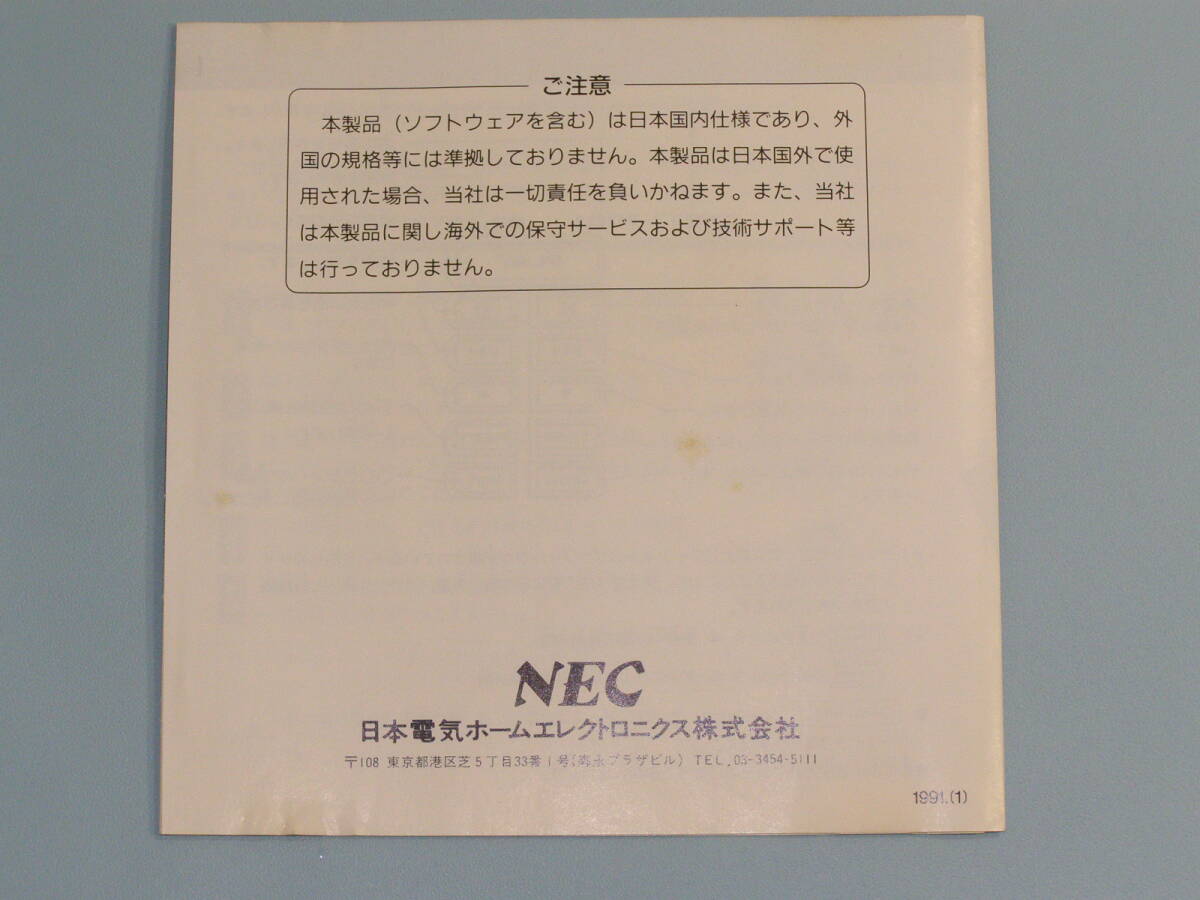 ご注意
本製品（ソフトウェアを含む）は日本国内仕様であり、外
国の規格等には準拠しておりません。本製品は日本国外で使
用された場合、当社は一切責任を負いかねます。また、当社
は本製品に関し海外での保守サービスおよび技術サポート等
は行っておりません。
NEC
日本電気ホームエレクトロニクス株式会社
〒108 東京都港区芝5丁目33番1号(森永プラザビル) TEL.03-3454-5111
1991.(1)